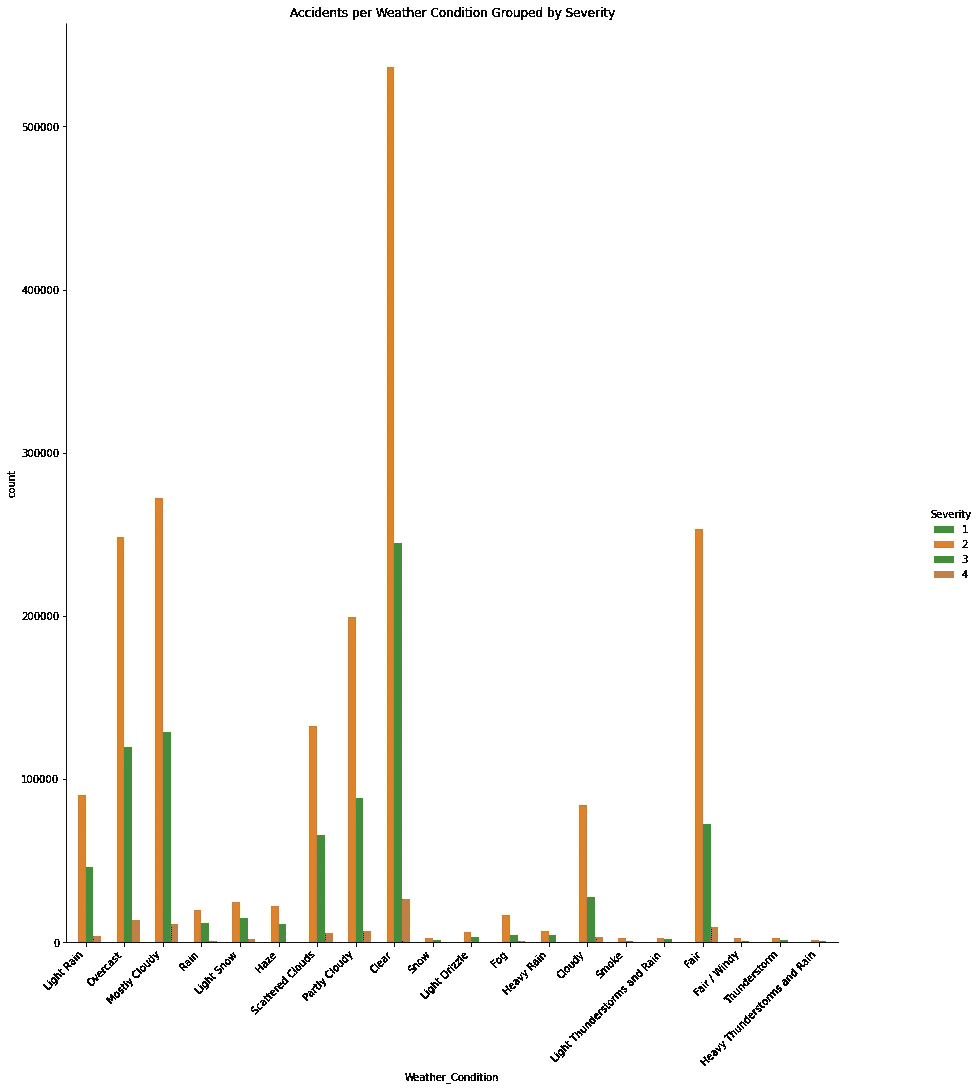 Accidents per Weather Condition Grouped by Severity
500000
400000
300000
200000
100000
0
count
Severity
1
2
3
4
Light Rain
Overcast
Mostly Cloudy
Rain
Light Snow
Haze
Scattered Clouds
Partly Cloudy
Clear
Snow
Light Drizzle
Fog
Heavy Rain
Cloudy
Smoke
Light Thunderstorms and Rain
Fair
Fair / Windy
Thunderstorm
Heavy Thunderstorms and Rain
Weather_Condition